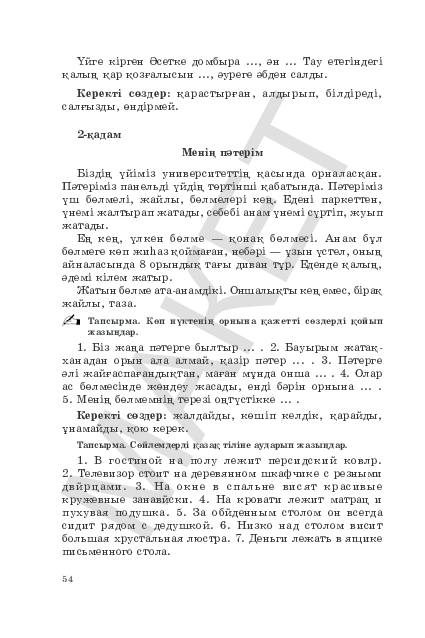 Үйге кірген Әсетке домбыра ..., ән ... Тау етегіндегі
қалың қар қозғалысын ..., әуреге әбден салды.
Керекті сөздер: қарастырған, алдырып, білдіреді,
салғызды, өндірмей.
2-қадам
Менің пәтерім
Біздің үйіміз университеттің қасында орналасқан.
Пәтеріміз панельді үйдің төртінші қабатында. Пәтеріміз
үш бөлмелі, жайлы, бөлмелері кең. Едені паркеттен,
үнемі жалтырап жатады, себебі анам үнемі сүртіп, жуып
жатады.
Ең кең, үлкен бөлме — қонақ бөлмесі. Анам бұл
бөлмеге көп жиһаз қоймаған, небәрі — ұзын үстел, оның
айналасында 8 орындық тағы диван тұр. Еденде қалың,
әдемі кілем жатыр.
Жатын бөлме ата-анамдікі. Оншалықты кең емес, бірақ
жайлы, таза.
Тапсырма. Көп нүктенің орнына қажетті сөздерді қойып
жазыңдар.
1. Біз жаңа пәтерге былтыр ... . 2. Бауырым жатақ-
ханадан орын ала алмай, қазір пәтер ... . 3. Пәтерге
әлі жайғаспағандықтан, маған мұнда онша ... . 4. Олар
ас бөлмесінде жөндеу жасады, енді бәрін орнына ... .
5. Менің бөлмемнің терезі оңтүстікке ... .
Керекті сөздер: жалдайды, көшіп келдік, қарайды,
ұнамайды, қою керек.
Тапсырма. Сөйлемдерді қазақ тіліне аударып жазыңдар.
1. В гостиной на полу лежит персидский ковлр.
2. Телевизор стоит на деревянном шкафчике с резными
двйрцами. 3. На окне в спальне висят красивые
кружевные занавйски. 4. На кровати лежит матрац и
пухувая подушка. 5. За обйденным столом он всегда
сидит рядом с дедушкой. 6. Низко над столом висит
большая хрустальная люстра. 7. Деньги лежать в ящике
письменного стола.
54
МАКЕТ